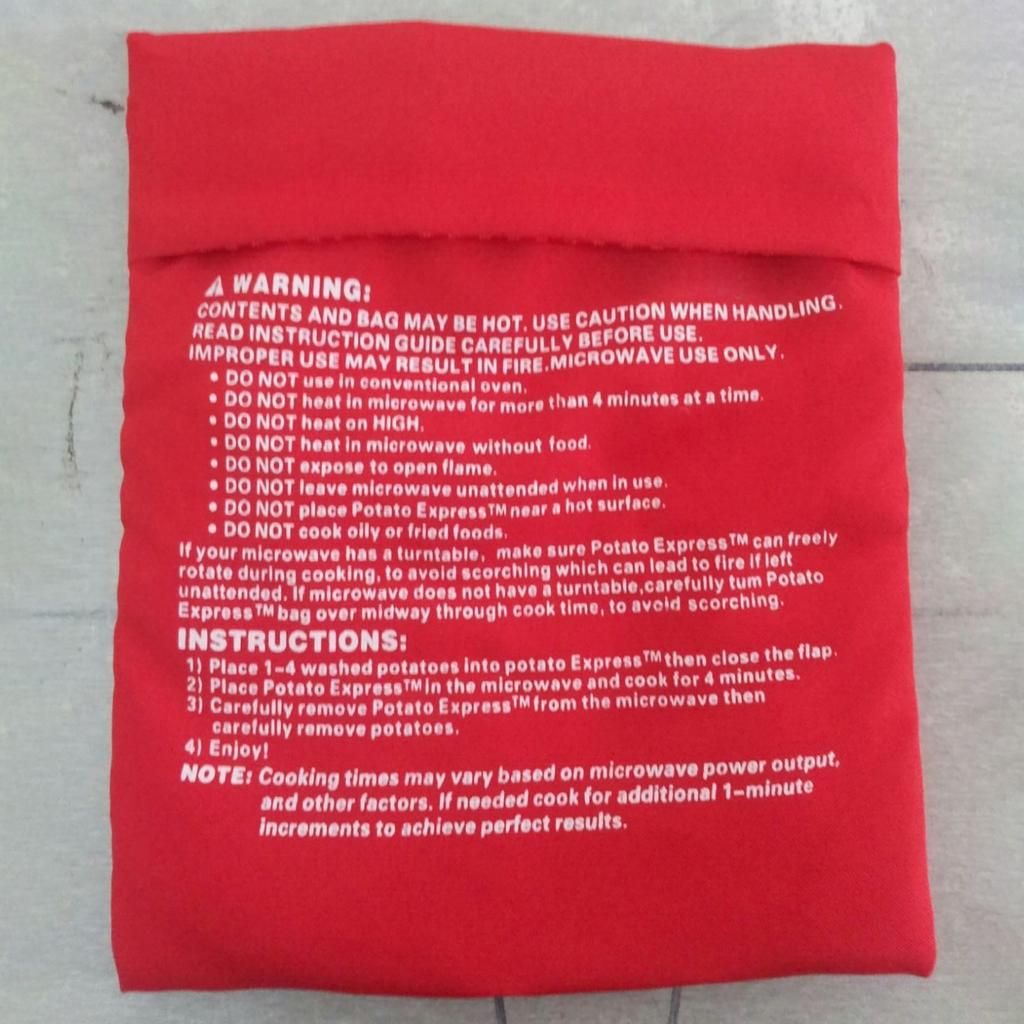 ⚠ WARNING:
CONTENTS AND BAG MAY BE HOT. USE CAUTION WHEN HANDLING.
READ INSTRUCTION GUIDE CAREFULLY BEFORE USE.
IMPROPER USE MAY RESULT IN FIRE.MICROWAVE USE ONLY.
• DO NOT use in conventional oven.
• DO NOT heat in microwave for more than 4 minutes at a time.
• DO NOT heat on HIGH.
• DO NOT heat in microwave without food.
• DO NOT expose to open flame.
• DO NOT leave microwave unattended when in use.
• DO NOT place Potato Express™ near a hot surface.
• DO NOT cook oily or fried foods.
If your microwave has a turntable, make sure Potato Express™ can freely
rotate during cooking, to avoid scorching which can lead to fire if left
unattended. If microwave does not have a turntable,carefully tum Potato
Express™ bag over midway through cook time, to avoid scorching.
INSTRUCTIONS:
1) Place 1-4 washed potatoes into potato Express™ then close the flap.
2) Place Potato Express™ in the microwave and cook for 4 minutes.
3) Carefully remove Potato Express™ from the microwave then
carefully remove potatoes.
4) Enjoy!
NOTE: Cooking times may vary based on microwave power output,
and other factors. If needed cook for additional 1-minute
increments to achieve perfect results.